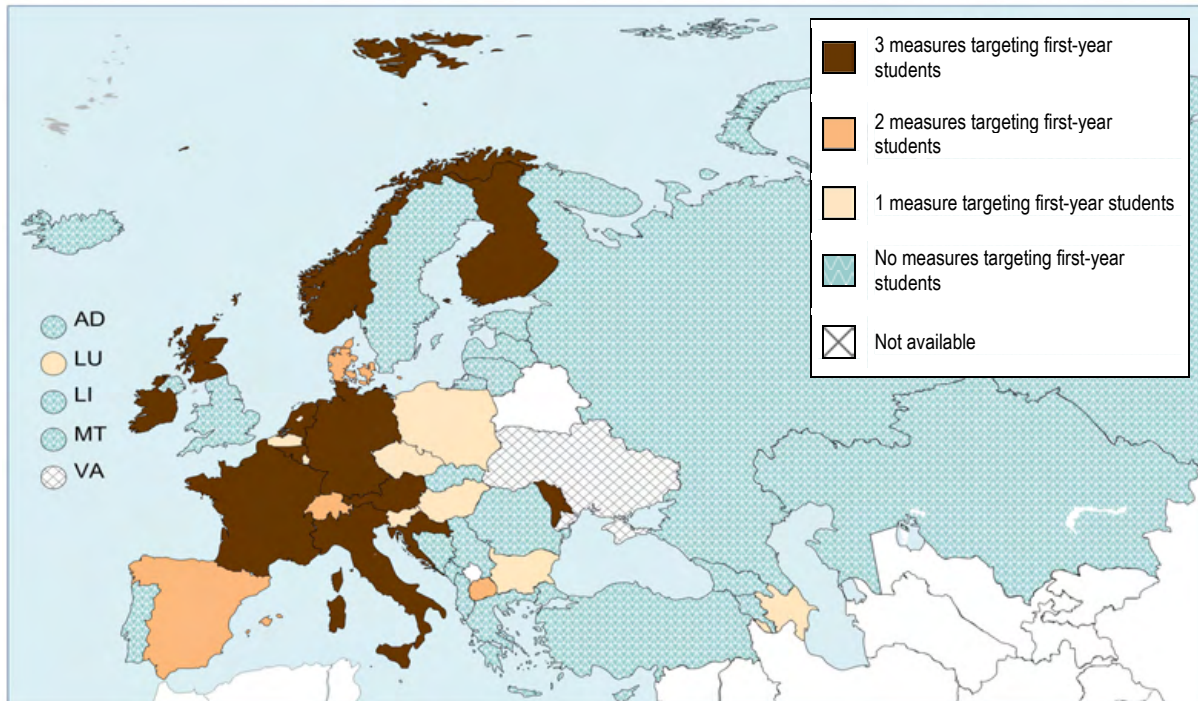 3 measures targeting first-year
students
2 measures targeting first-year
students
1 measure targeting first-year students
No measures targeting first-year
students
Not available
AD
LU
LI
MT
VA